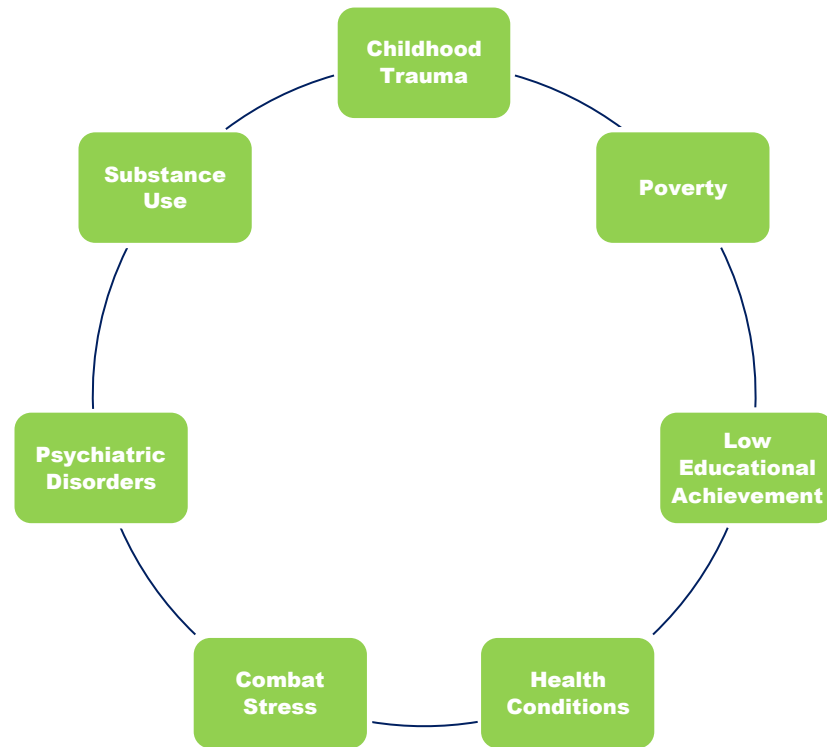 Childhood
Trauma
Poverty
Low
Educational
Achievement
Health
Conditions
Combat
Stress
Psychiatric
Disorders
Substance
Use